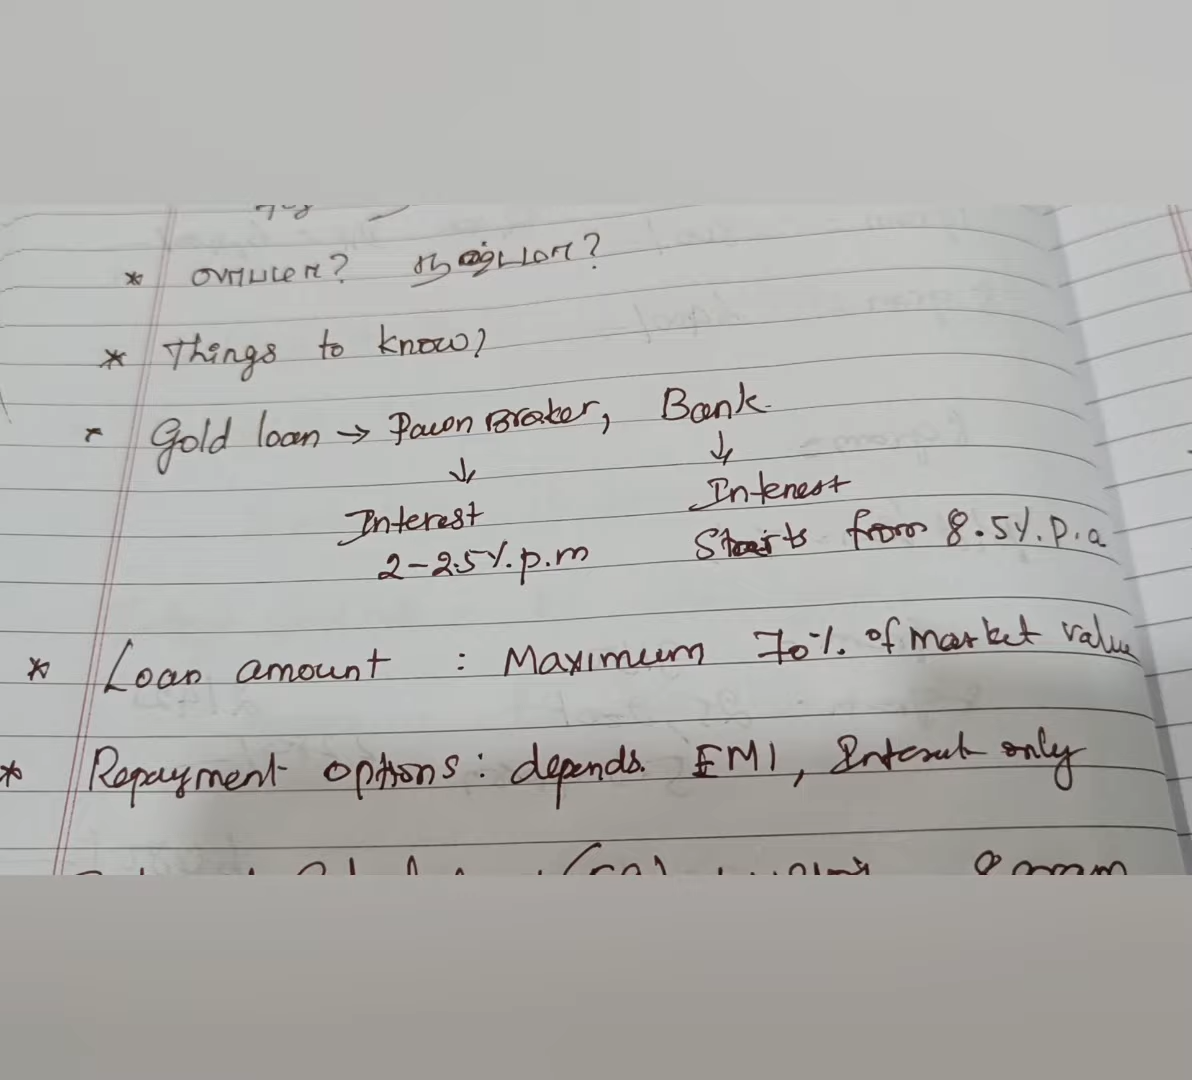 * Things to know?
* Gold loan → Pawn Broker, Bank.
↓ ↓
Interest Interest
2-2.5%.p.m Starts from 8.5%.p.a
* Loan amount : Maximum 70%. of market value
* Repayment options: depends. EMI, Interest only